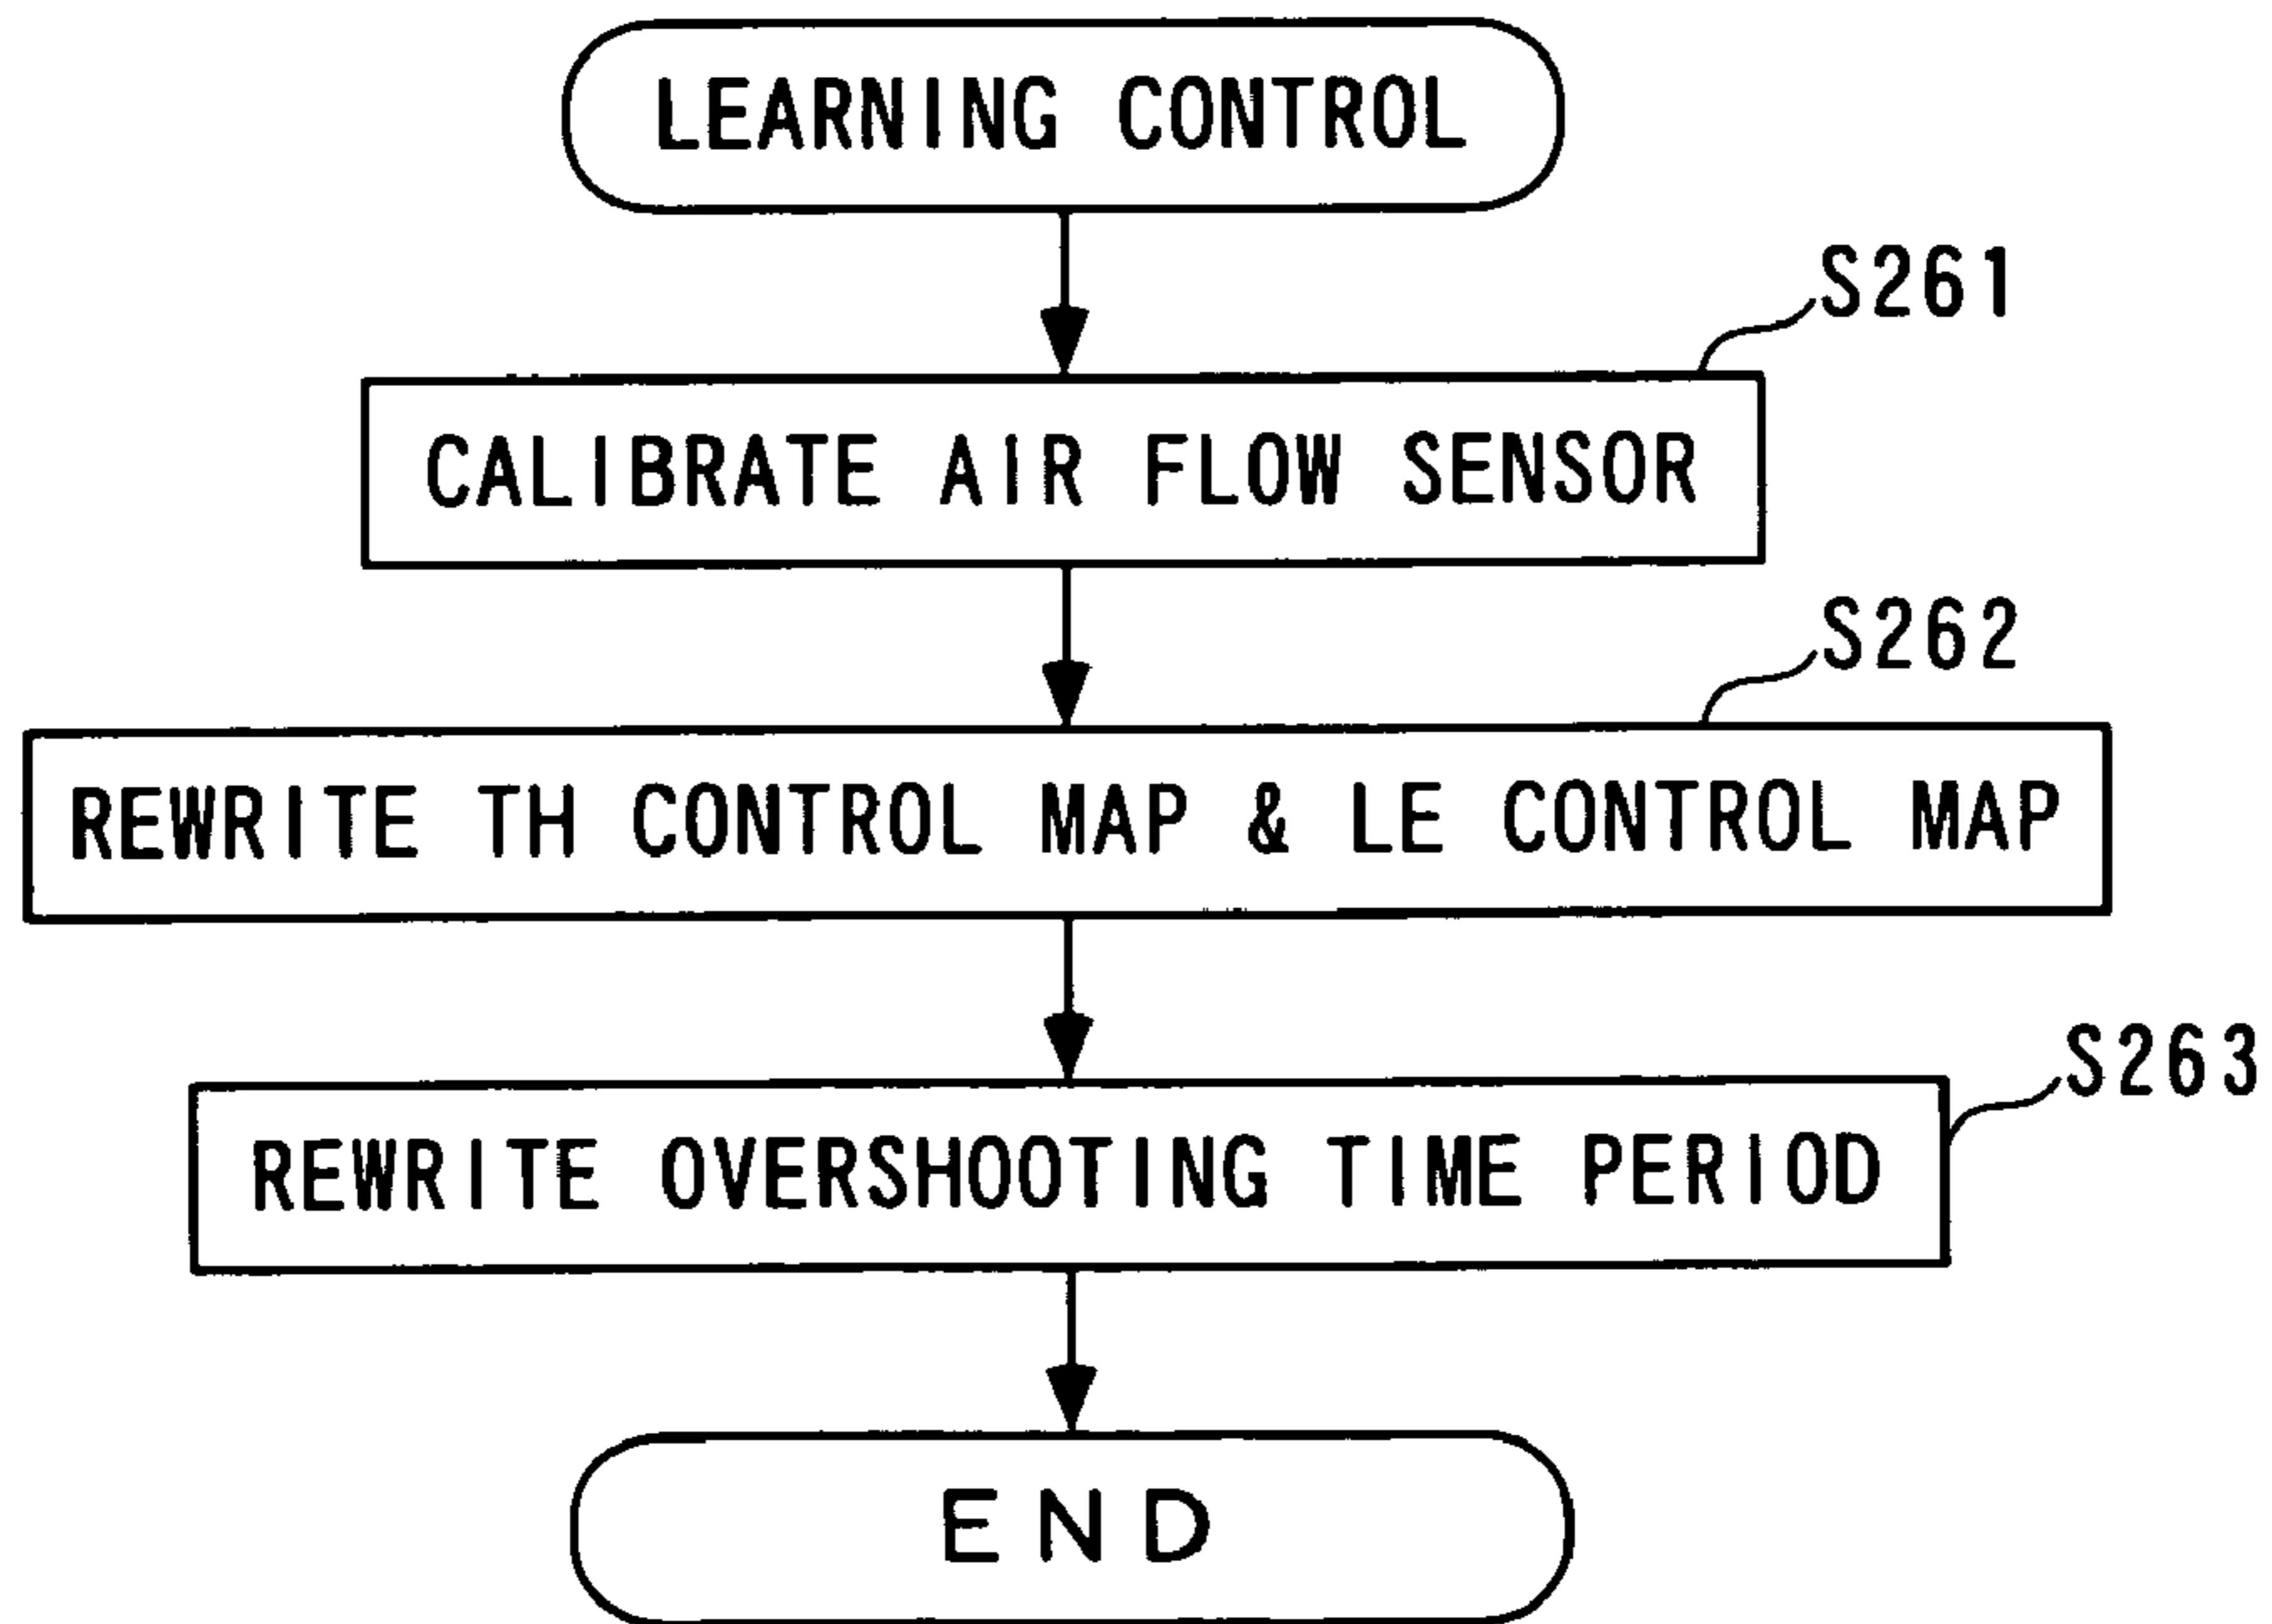 LEARNING CONTROL
S261
CALIBRATE AIR FLOW SENSOR
S262
REWRITE TH CONTROL MAP & LE CONTROL MAP
S263
REWRITE OVERSHOOTING TIME PERIOD
END